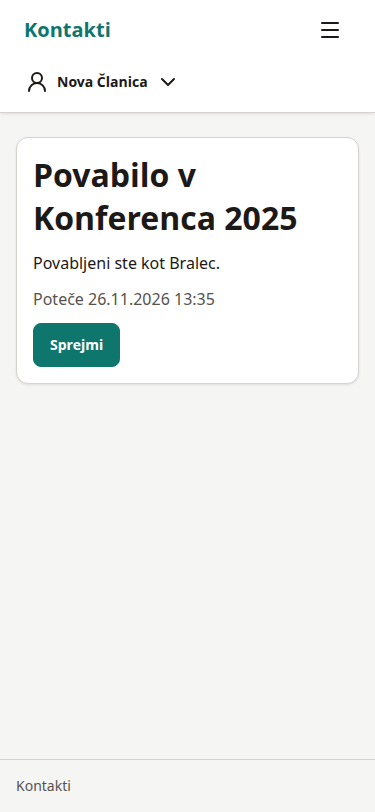 Kontakti
Nova Članica
Povabilo v
Konferenca 2025
Povabljeni ste kot Bralec.
Poteče 26.11.2026 13:35
Sprejmi
Kontakti